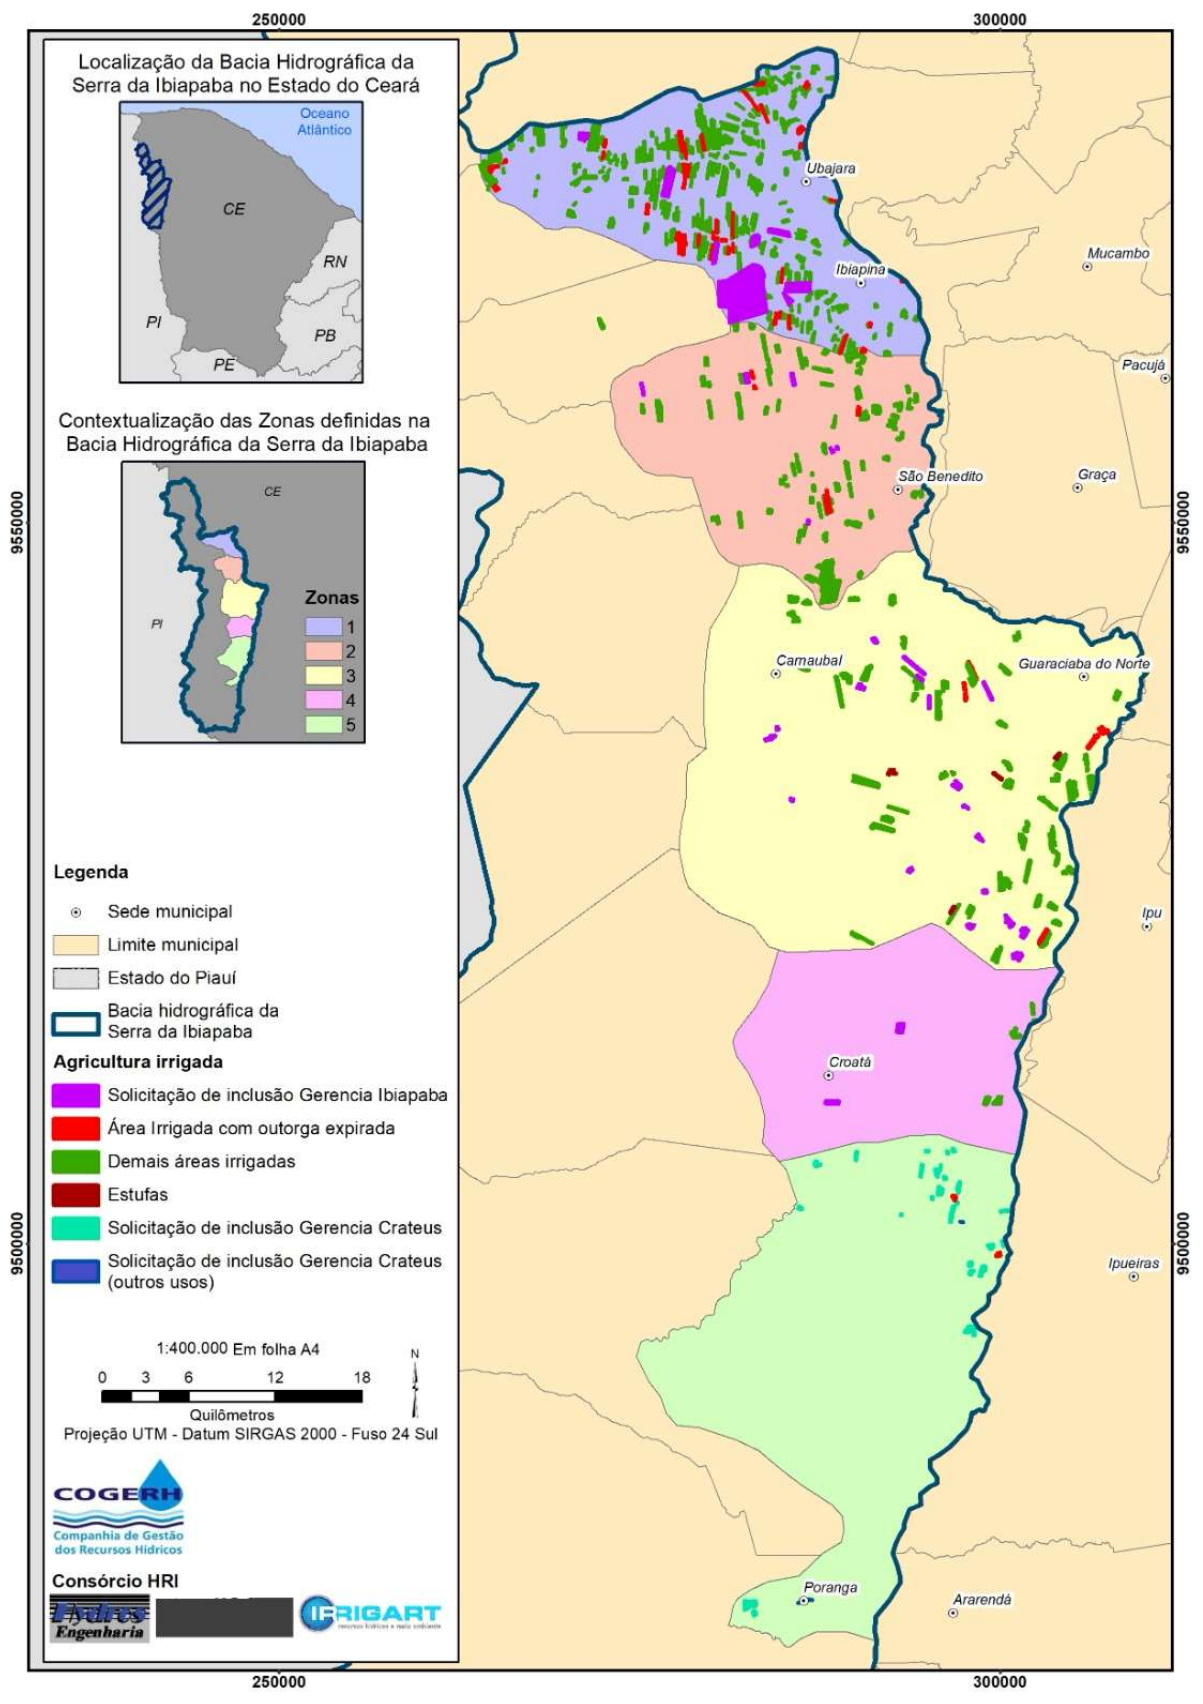 250000
300000
Localização da Bacia Hidrográfica da
Serra da Ibiapaba no Estado do Ceará
Oceano
Atlântico
CE
RN
PI
PB
PE
Contextualização das Zonas definidas na
Bacia Hidrográfica da Serra da Ibiapaba
CE
PI
Zonas
1
2
3
4
5
Legenda
Sede municipal
Limite municipal
Estado do Piauí
Bacia hidrográfica da
Serra da Ibiapaba
Agricultura irrigada
Solicitação de inclusão Gerencia Ibiapaba
Área Irrigada com outorga expirada
Demais áreas irrigadas
Estufas
Solicitação de inclusão Gerencia Crateus
Solicitação de inclusão Gerencia Crateus
(outros usos)
1:400.000 Em folha A4
N
0 3 6 12 18
Quilômetros
Projeção UTM - Datum SIRGAS 2000 - Fuso 24 Sul
COGERH
Companhia de Gestão
dos Recursos Hídricos
Consórcio HRI
Hydros
Engenharia
IRRIGART
recursos hídricos e meio ambiente
Ubajara
Mucambo
Ibiapina
Pacujá
São Benedito
Graça
Carnaubal
Guaraciaba do Norte
Ipu
Croatá
Ipueiras
Poranga
Ararendá
9550000
9550000
9500000
9500000
250000
300000